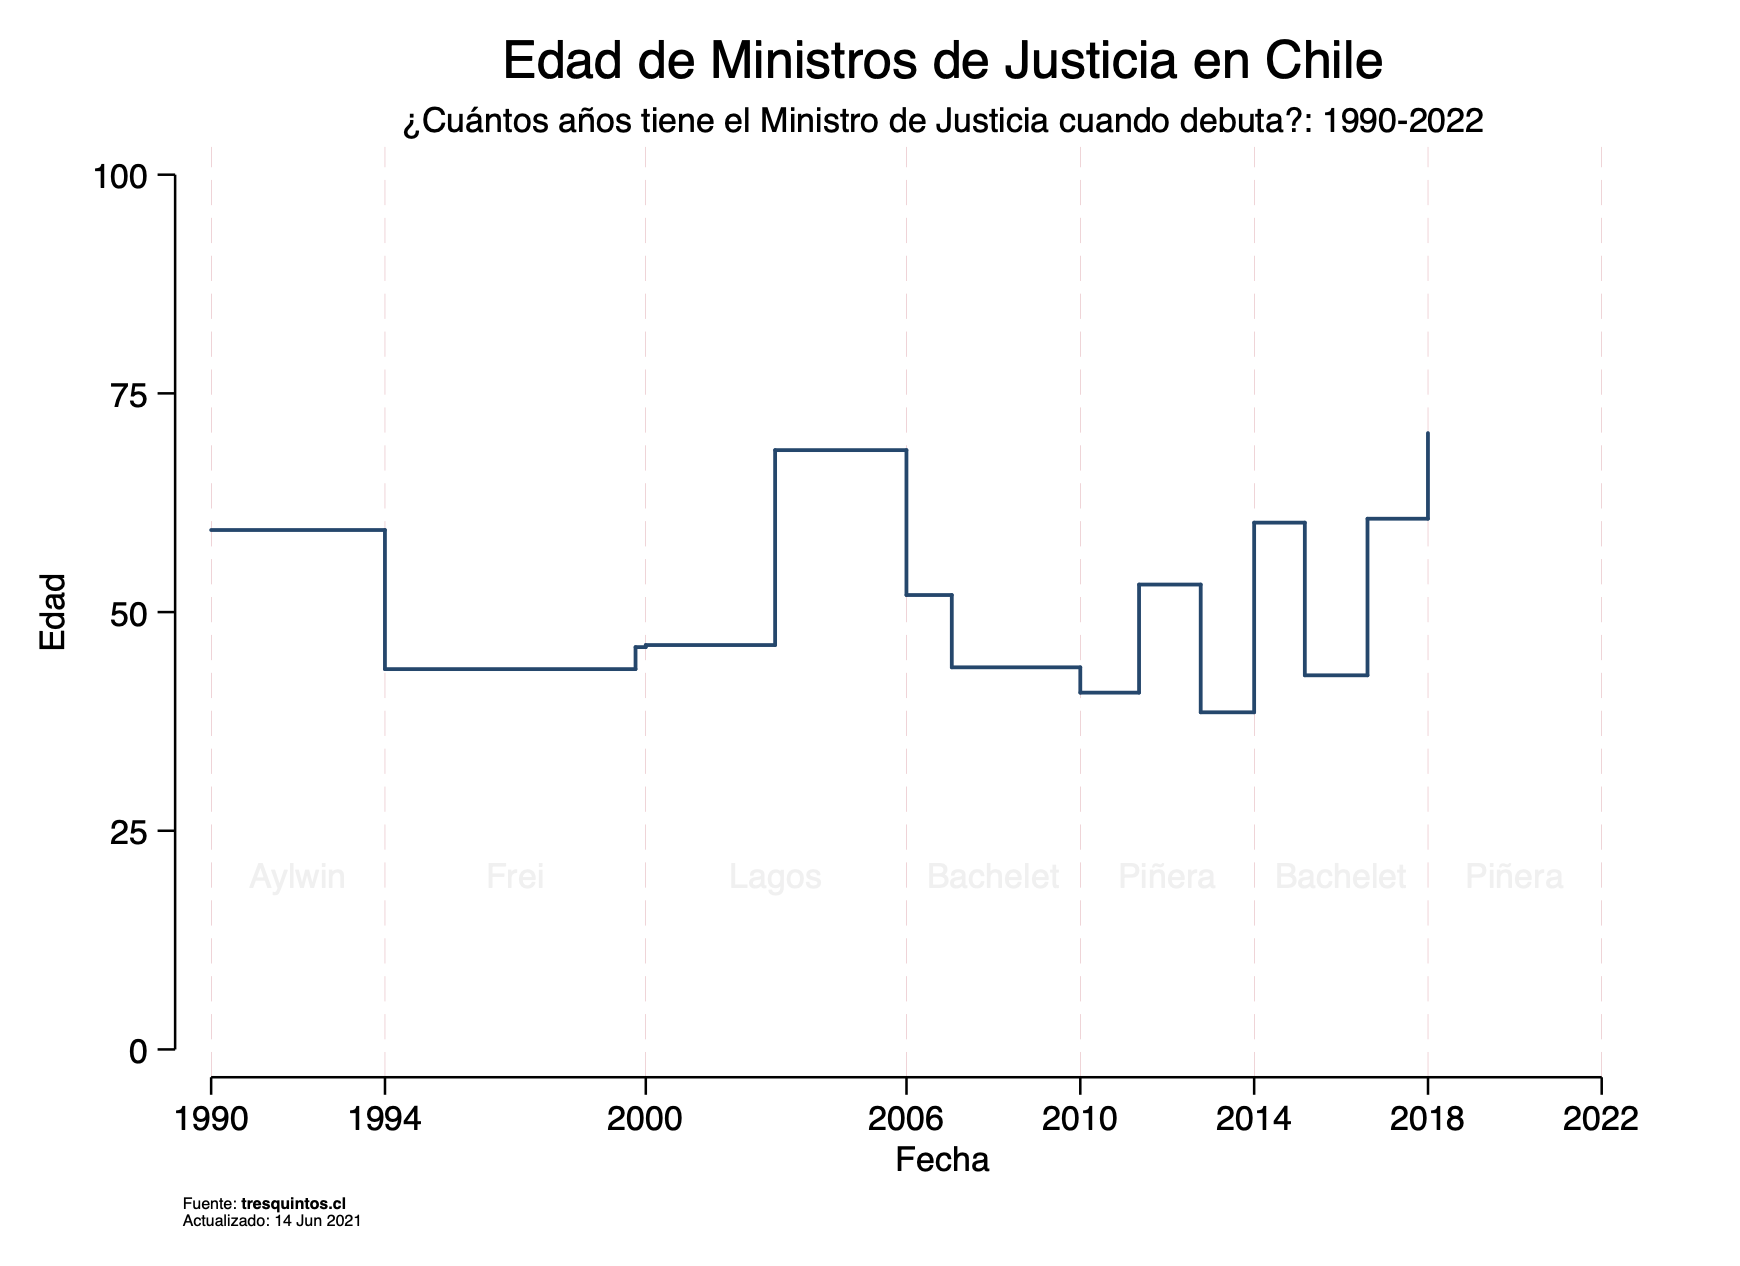 Edad de Ministros de Justicia en Chile
¿Cuántos años tiene el Ministro de Justicia cuando debuta?: 1990-2022
100
75
50
25
0
Edad
Aylwin Frei Lagos Bachelet Piñera Bachelet Piñera
1990 1994 2000 2006 2010 2014 2018 2022
Fecha
Fuente: tresquintos.cl
Actualizado: 14 Jun 2021